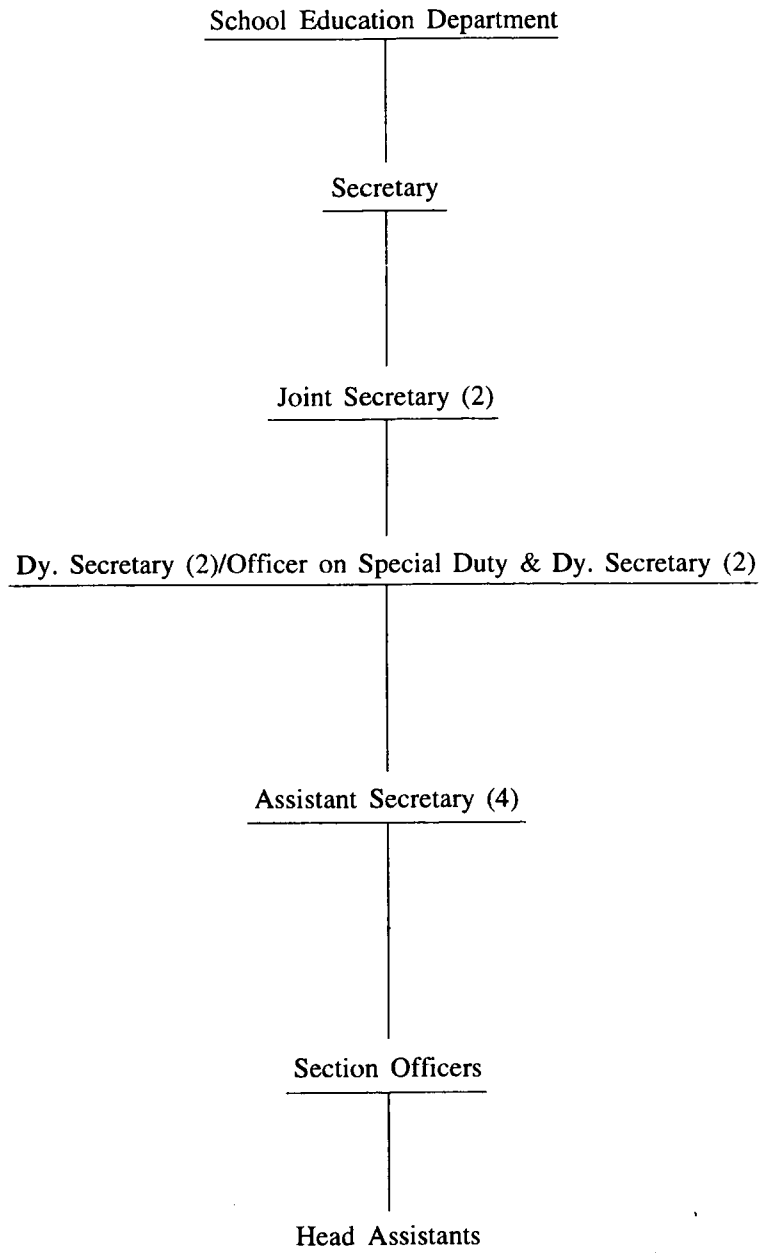 School Education Department
Secretary
Joint Secretary (2)
Dy. Secretary (2)/Officer on Special Duty & Dy. Secretary (2)
Assistant Secretary (4)
Section Officers
Head Assistants